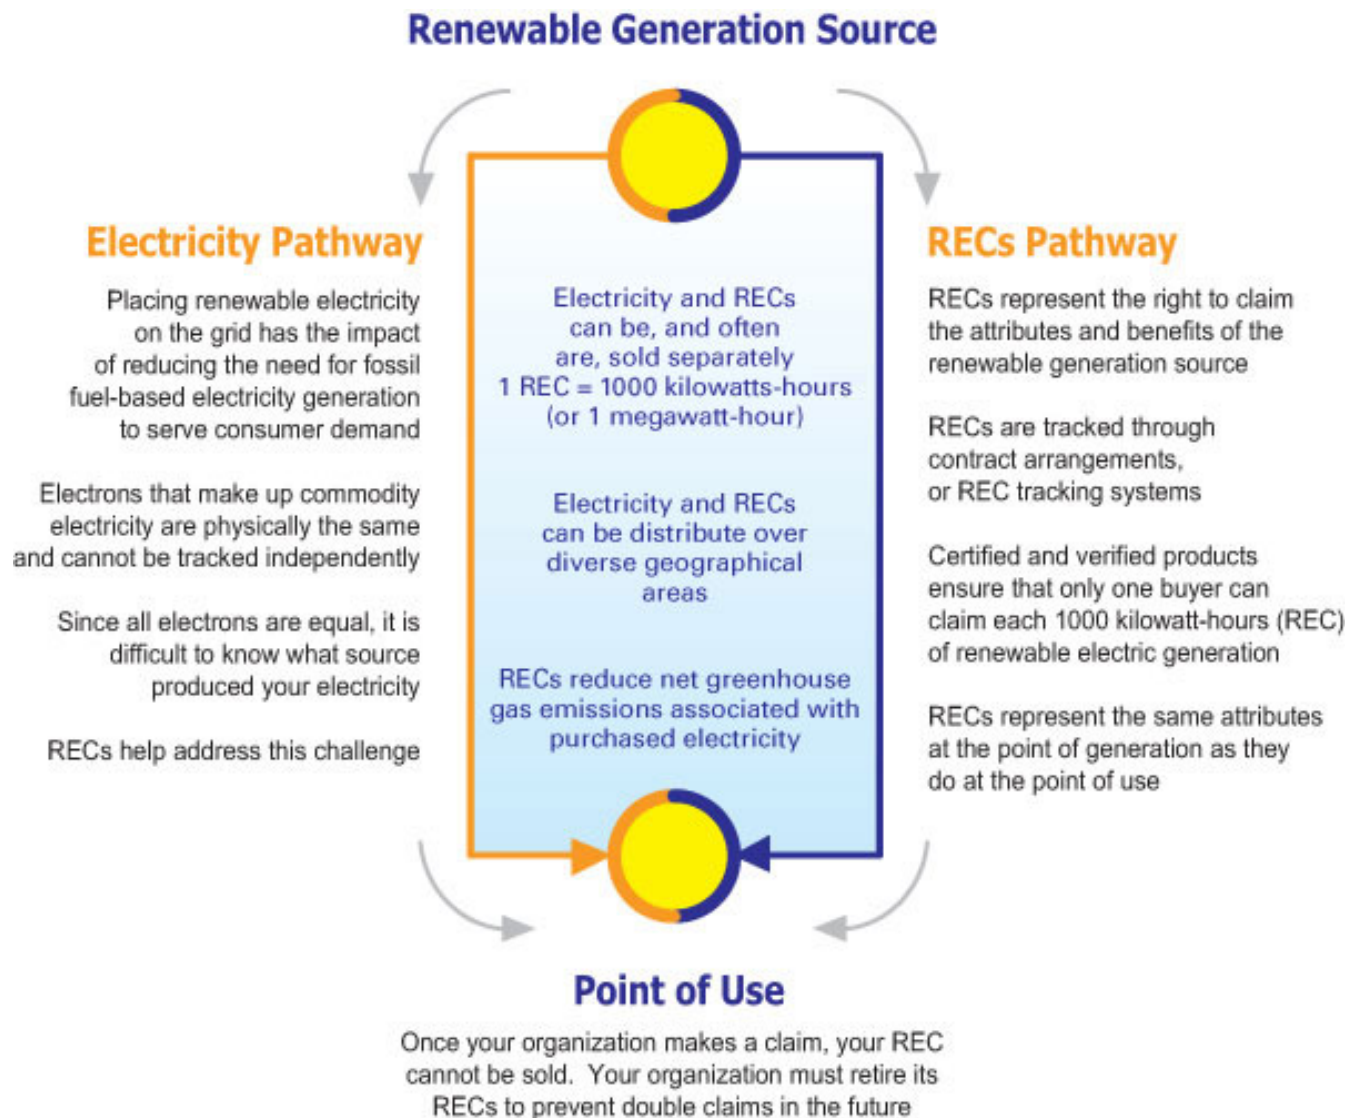 Renewable Generation Source
Electricity Pathway
Placing renewable electricity
on the grid has the impact
of reducing the need for fossil
fuel-based electricity generation
to serve consumer demand
Electrons that make up commodity
electricity are physically the same
and cannot be tracked independently
Since all electrons are equal, it is
difficult to know what source
produced your electricity
RECs help address this challenge
Electricity and RECs
can be, and often
are, sold separately
1 REC = 1000 kilowatts-hours
(or 1 megawatt-hour)
Electricity and RECs
can be distribute over
diverse geographical
areas
RECs reduce net greenhouse
gas emissions associated with
purchased electricity
RECs Pathway
RECs represent the right to claim
the attributes and benefits of the
renewable generation source
RECs are tracked through
contract arrangements,
or REC tracking systems
Certified and verified products
ensure that only one buyer can
claim each 1000 kilowatt-hours (REC)
of renewable electric generation
RECs represent the same attributes
at the point of generation as they
do at the point of use
Point of Use
Once your organization makes a claim, your REC
cannot be sold.  Your organization must retire its
RECs to prevent double claims in the future